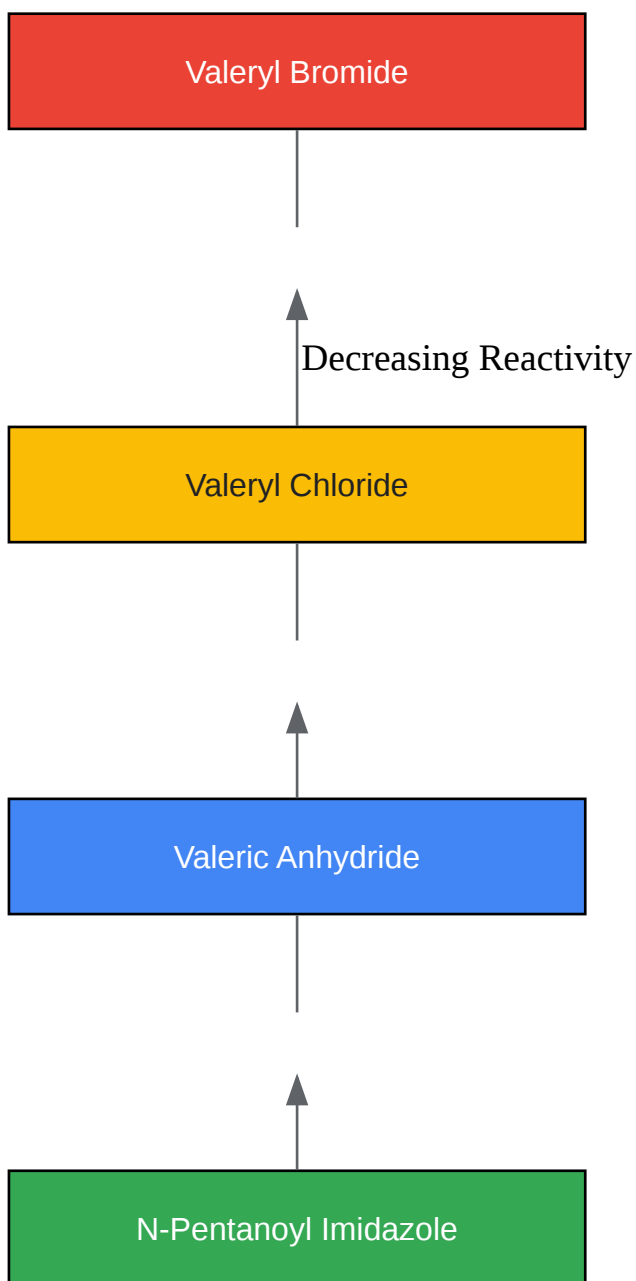 Valeryl Bromide
Decreasing Reactivity
Valeryl Chloride
Valeric Anhydride
N-Pentanoyl Imidazole